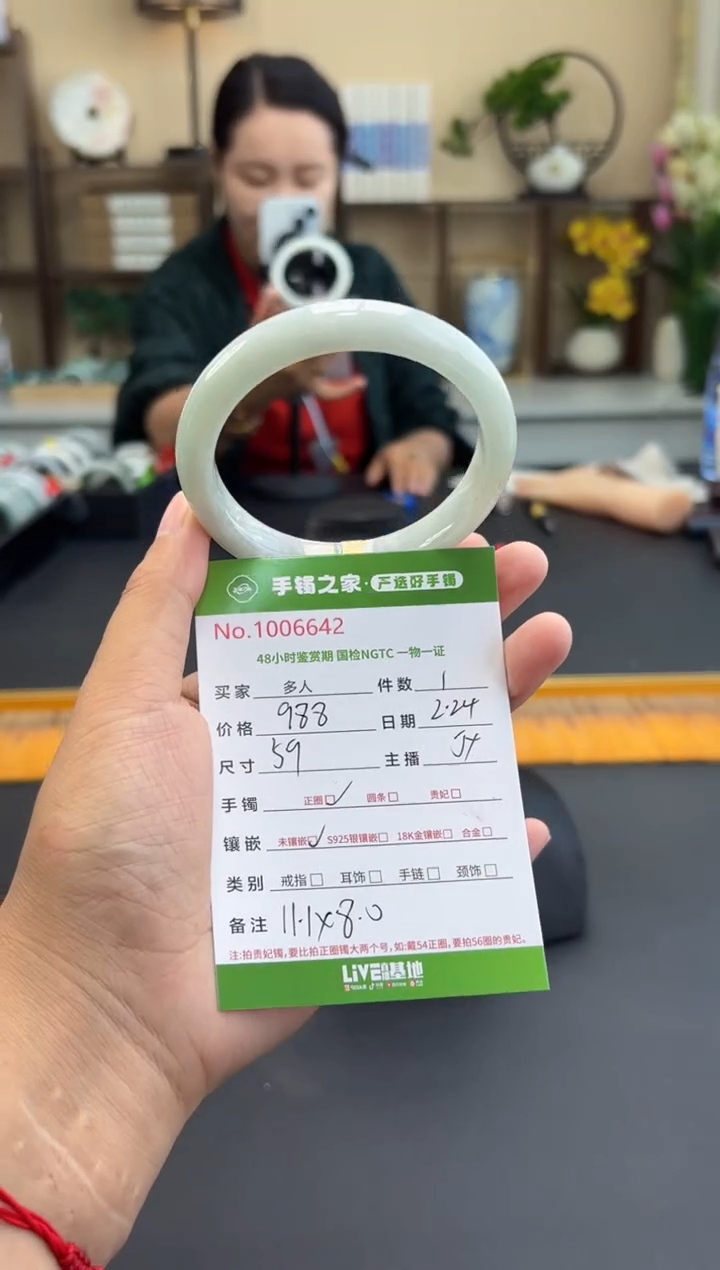 手镯之家·严选好手镯
No.1006642
48小时鉴赏期 国检NGTC 一物一证
买家 多人 件数 1
价格 988 日期 2.24
尺寸 59 主播
手镯 正圈☑ 圆条☐ 贵妃☐
镶嵌 未镶嵌☑ S925银镶嵌☐ 18K金镶嵌☐ 合金☐
类别 戒指☐ 耳饰☐ 手链☐ 颈饰☐
备注 11.1×8.0
注:拍贵妃镯,要比拍正圈镯大两个号,如:戴54正圈,要拍56圈的贵妃。
LIVE 基地